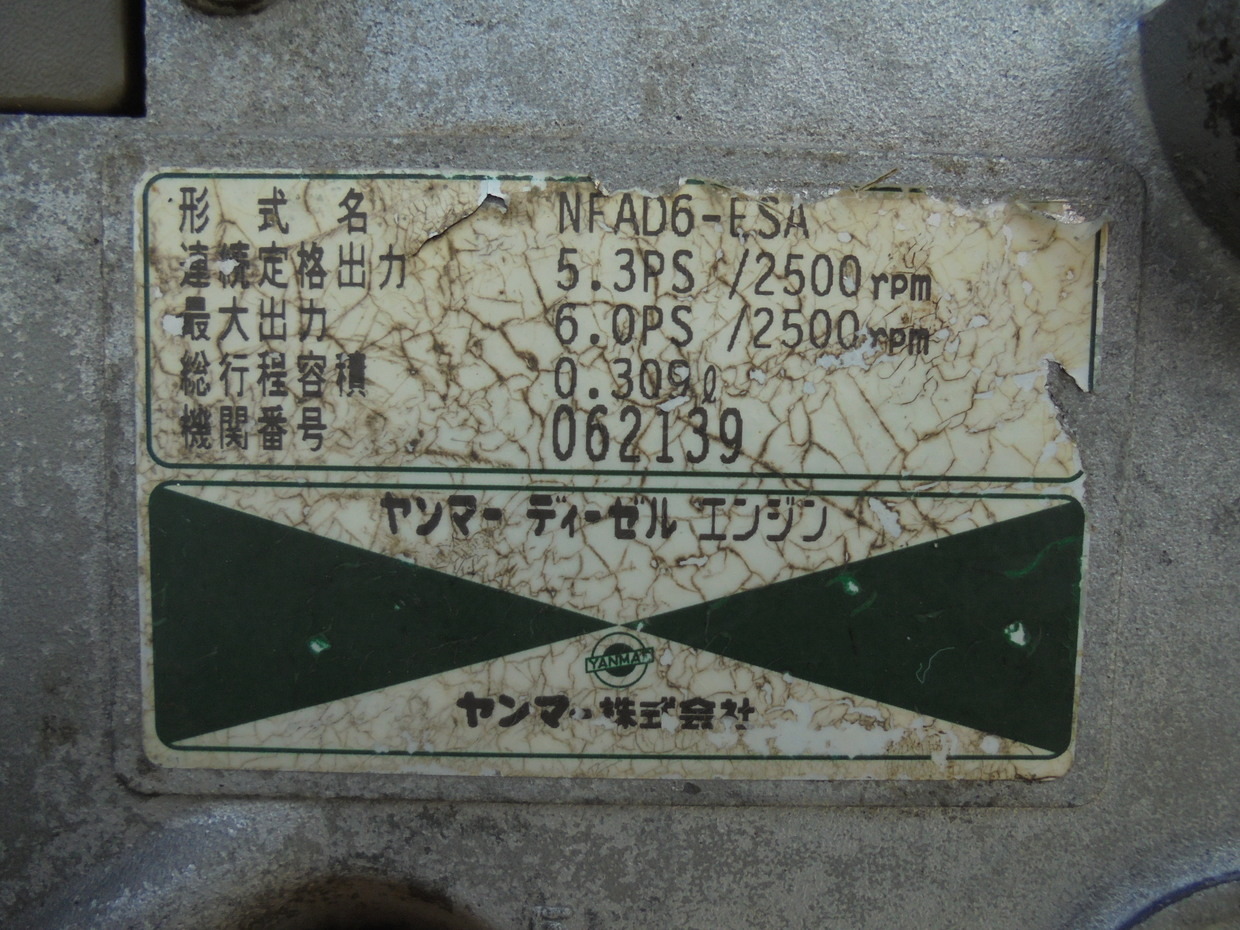 形式名 NFAD6-ESA
連続定格出力 5.3PS /2500rpm
最大出力 6.0PS /2500rpm
総行程容積 0.309ℓ
機関番号 062139
ヤンマー ディーゼル エンジン
YANMAR
ヤンマー株式会社